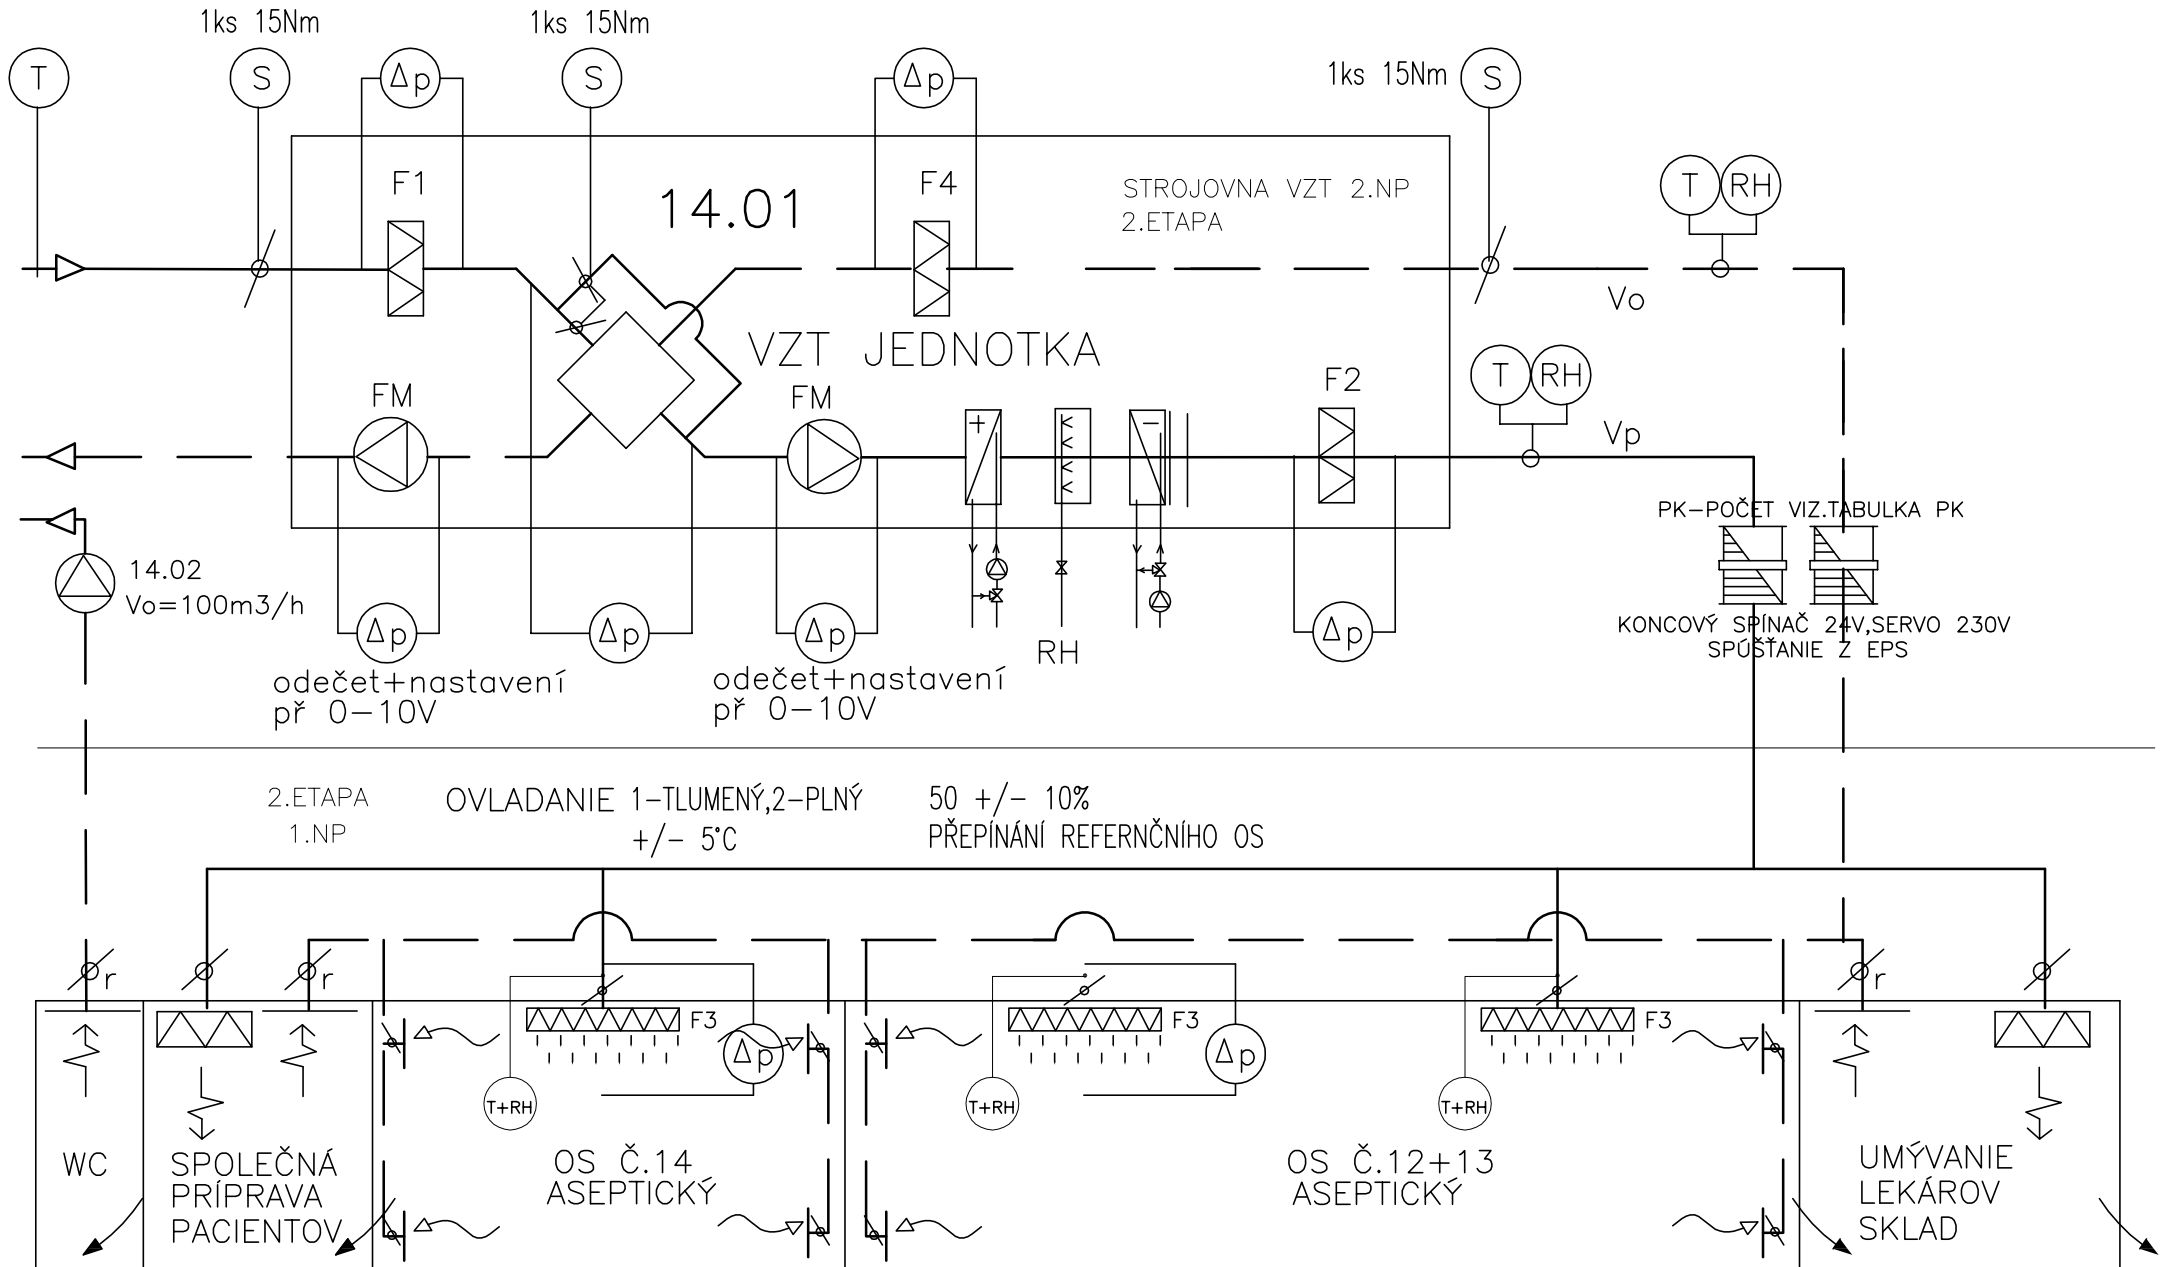 1ks 15Nm
1ks 15Nm
1ks 15Nm
T
S
Δp
S
Δp
S
F1
14.01
F4
STROJOVNA VZT 2.NP
2.ETAPA
T
RH
Vo
VZT JEDNOTKA
FM
FM
+
−
F2
T
RH
Vp
PK−POČET VIZ.TABULKA PK
14.02
Vo=100m3/h
Δp
Δp
Δp
RH
Δp
KONCOVÝ SPÍNAČ 24V,SERVO 230V
SPÚŠŤANIE Z EPS
odečet+nastavení
př 0−10V
odečet+nastavení
př 0−10V
2.ETAPA
1.NP
OVLADANIE 1−TLUMENÝ,2−PLNÝ
+/− 5°C
50 +/− 10%
PŘEPÍNÁNÍ REFERNČNÍHO OS
r
r
r
F3
F3
F3
Δp
Δp
T+RH
T+RH
T+RH
WC
SPOLEČNÁ
PRÍPRAVA
PACIENTOV
OS Č.14
ASEPTICKÝ
OS Č.12+13
ASEPTICKÝ
UMÝVANIE
LEKÁROV
SKLAD